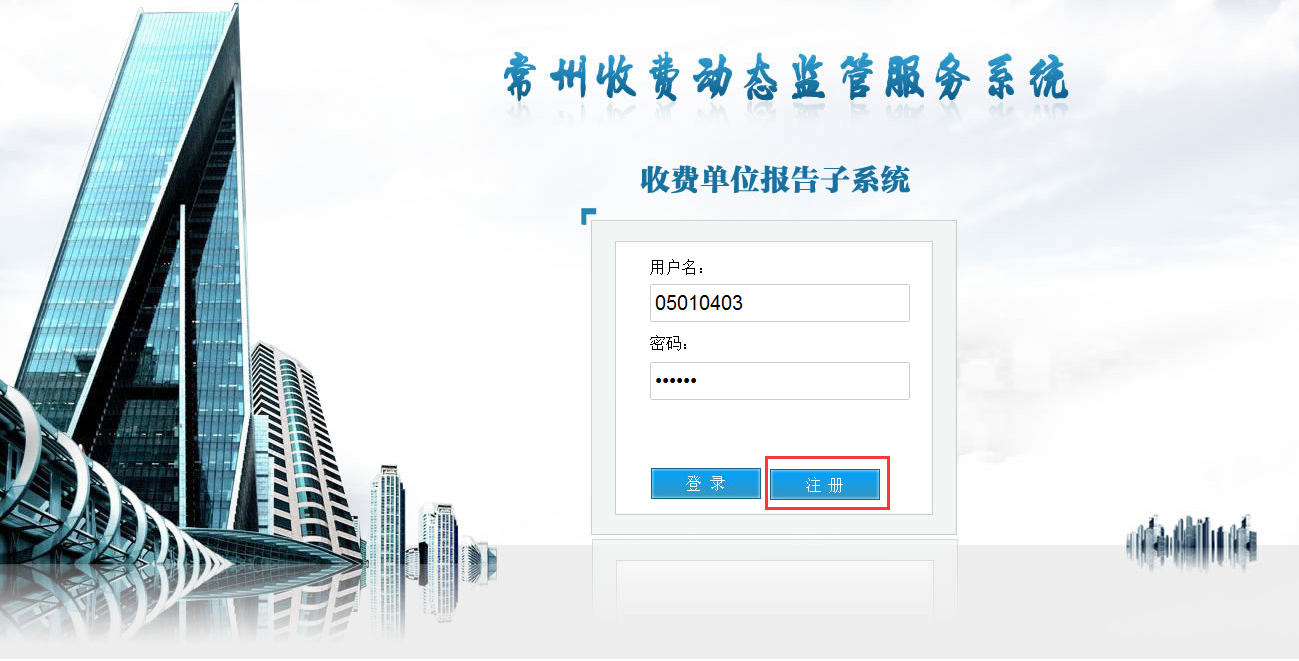 常州收费动态监管服务系统
收费单位报告子系统
用户名：
05010403
密码：
••••••
登 录 注 册